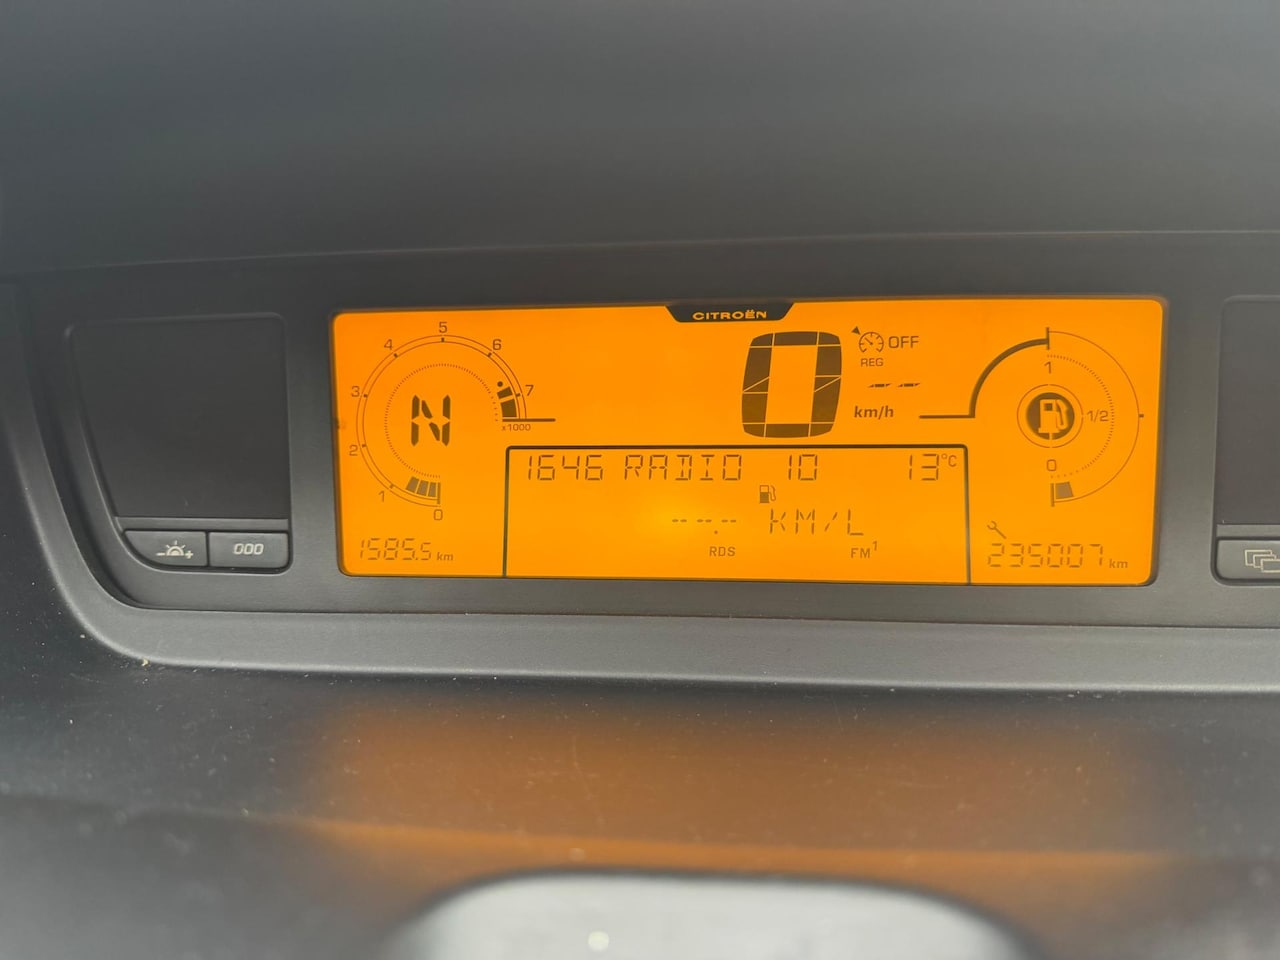 CITROËN
5
4
6
3
7
2
x1000
1
0
N
0
OFF
REG
-- --
km/h
1
1/2
0
1646 RADIO 10 13°C
--.-- KM/L
RDS FM1
1585.5 km
235007 km
- +
000